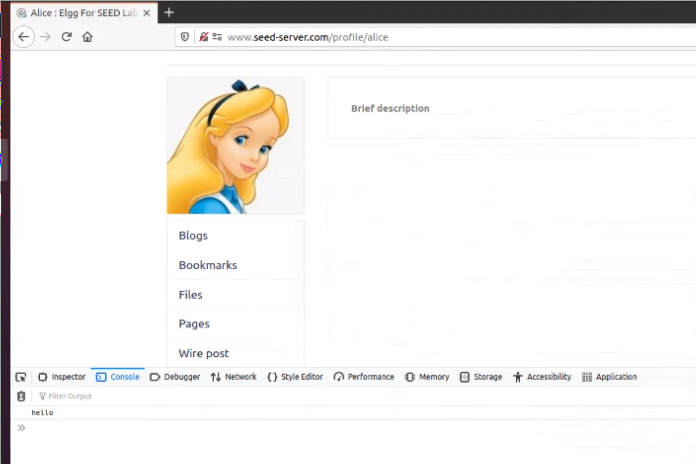 Alice : Elgg For SEED Lab
www.seed-server.com/profile/alice
Brief description
Blogs
Bookmarks
Files
Pages
Wire post
Inspector Console Debugger Network Style Editor Performance Memory Storage Accessibility Application
Filter Output
hello